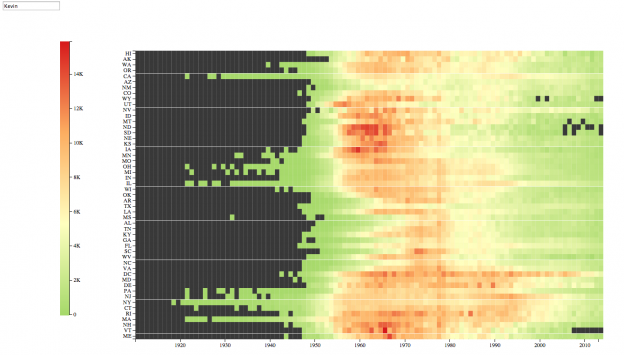 Kevin
14K
12K
10K
8K
6K
4K
2K
0
HI
AK
WA
OR
CA
AZ
NM
CO
WY
UT
NV
ID
MT
ND
SD
NE
KS
IA
MN
MO
OH
MI
IN
IL
WI
OK
AR
TX
LA
MS
AL
TN
KY
GA
FL
SC
WV
NC
VA
DC
MD
DE
PA
NJ
NY
CT
RI
MA
NH
VT
ME
1920 1930 1940 1950 1960 1970 1980 1990 2000 2010